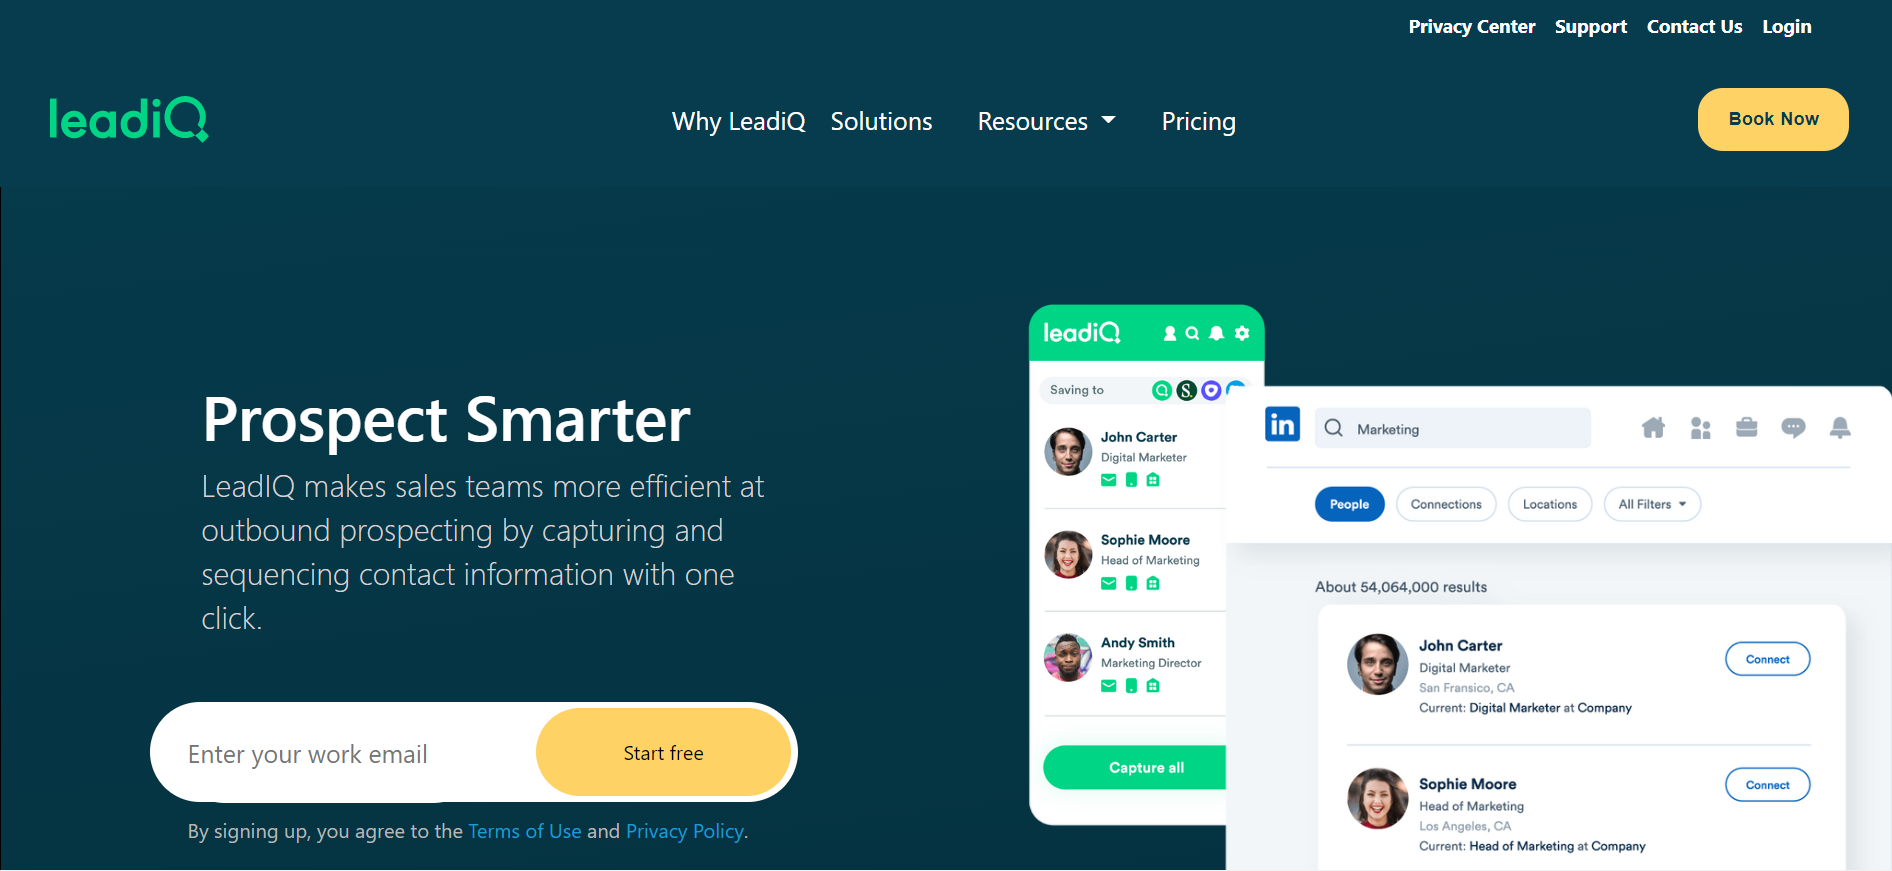 Privacy Center Support Contact Us Login
leadiQ
Why LeadiQ Solutions Resources Pricing
Book Now
Prospect Smarter
LeadIQ makes sales teams more efficient at
outbound prospecting by capturing and
sequencing contact information with one
click.
Enter your work email
Start free
By signing up, you agree to the Terms of Use and Privacy Policy.
leadiQ
Saving to
S.
John Carter
Digital Marketer
Sophie Moore
Head of Marketing
Andy Smith
Marketing Director
Capture all
in
Marketing
People
Connections
Locations
All Filters
About 54,064,000 results
John Carter
Digital Marketer
San Fransico, CA
Current: Digital Marketer at Company
Connect
Sophie Moore
Head of Marketing
Los Angeles, CA
Current: Head of Marketing at Company
Connect